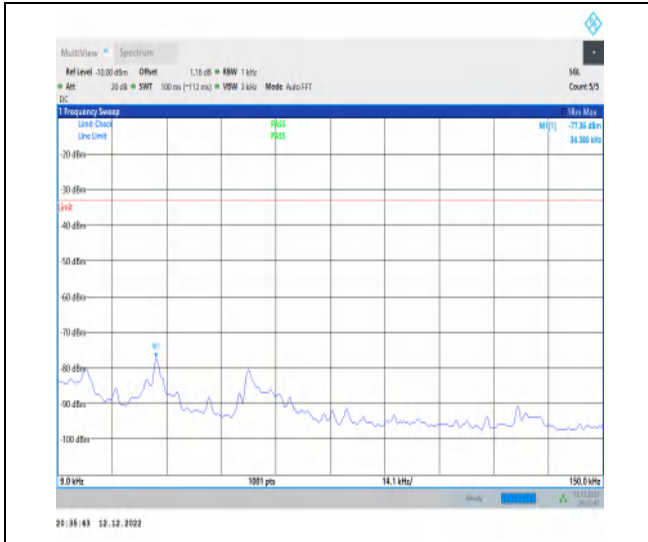 MultiView Spectrum
Ref Level -10.00 dBm Offset 1.16 dB RBW 1 kHz SGL
Att 20 dB SWT 100 ms (~112 ms) VBW 3 kHz Mode Auto FFT Count 5/5
DC
1 Frequency Sweep 1Rm Max
Limit Check PASS M1[1] -77.36 dBm
Line Limit PASS 36.380 kHz
-20 dBm
-30 dBm
Limit
-40 dBm
-50 dBm
-60 dBm
-70 dBm
M1
-80 dBm
-90 dBm
-100 dBm
9.0 kHz 1001 pts 14.1 kHz/ 150.0 kHz
Ready
20:35:43 12.12.2022